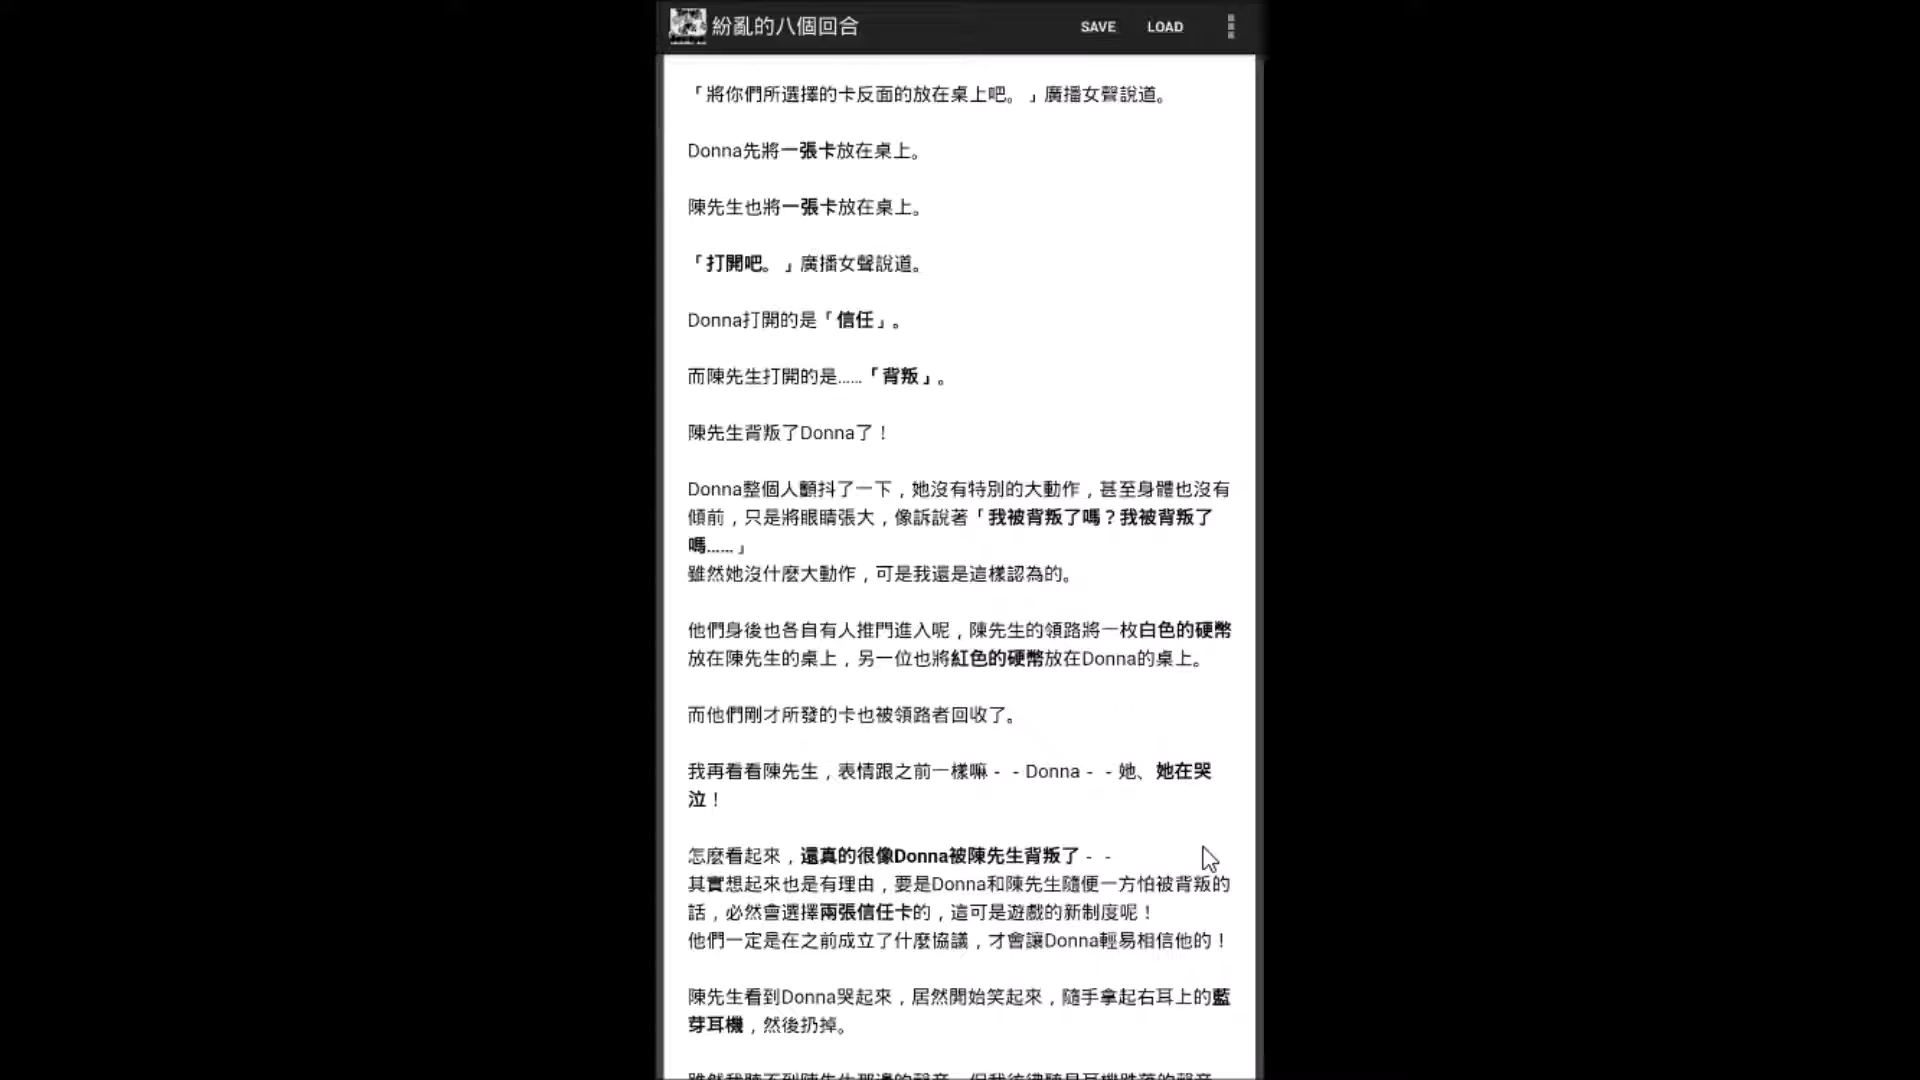 紛亂的八個回合
SAVE
LOAD
「將你們所選擇的卡反面的放在桌上吧。」廣播女聲說道。
Donna先將一張卡放在桌上。
陳先生也將一張卡放在桌上。
「打開吧。」廣播女聲說道。
Donna打開的是「信任」。
而陳先生打開的是......「背叛」。
陳先生背叛了Donna了！
Donna整個人顫抖了一下，她沒有特別的大動作，甚至身體也沒有
傾前，只是將眼睛張大，像訴說著「我被背叛了嗎？我被背叛了
嗎......」
雖然她沒什麼大動作，可是我還是這樣認為的。
他們身後也各自有人推門進入呢，陳先生的領路將一枚白色的硬幣
放在陳先生的桌上，另一位也將紅色的硬幣放在Donna的桌上。
而他們剛才所發的卡也被領路者回收了。
我再看看陳先生，表情跟之前一樣嘛 - - Donna - - 她、她在哭
泣！
怎麼看起來，還真的很像Donna被陳先生背叛了 - -
其實想起來也是有理由，要是Donna和陳先生隨便一方怕被背叛的
話，必然會選擇兩張信任卡的，這可是遊戲的新制度呢！
他們一定是在之前成立了什麼協議，才會讓Donna輕易相信他的！
陳先生看到Donna哭起來，居然開始笑起來，隨手拿起右耳上的藍
芽耳機，然後扔掉。